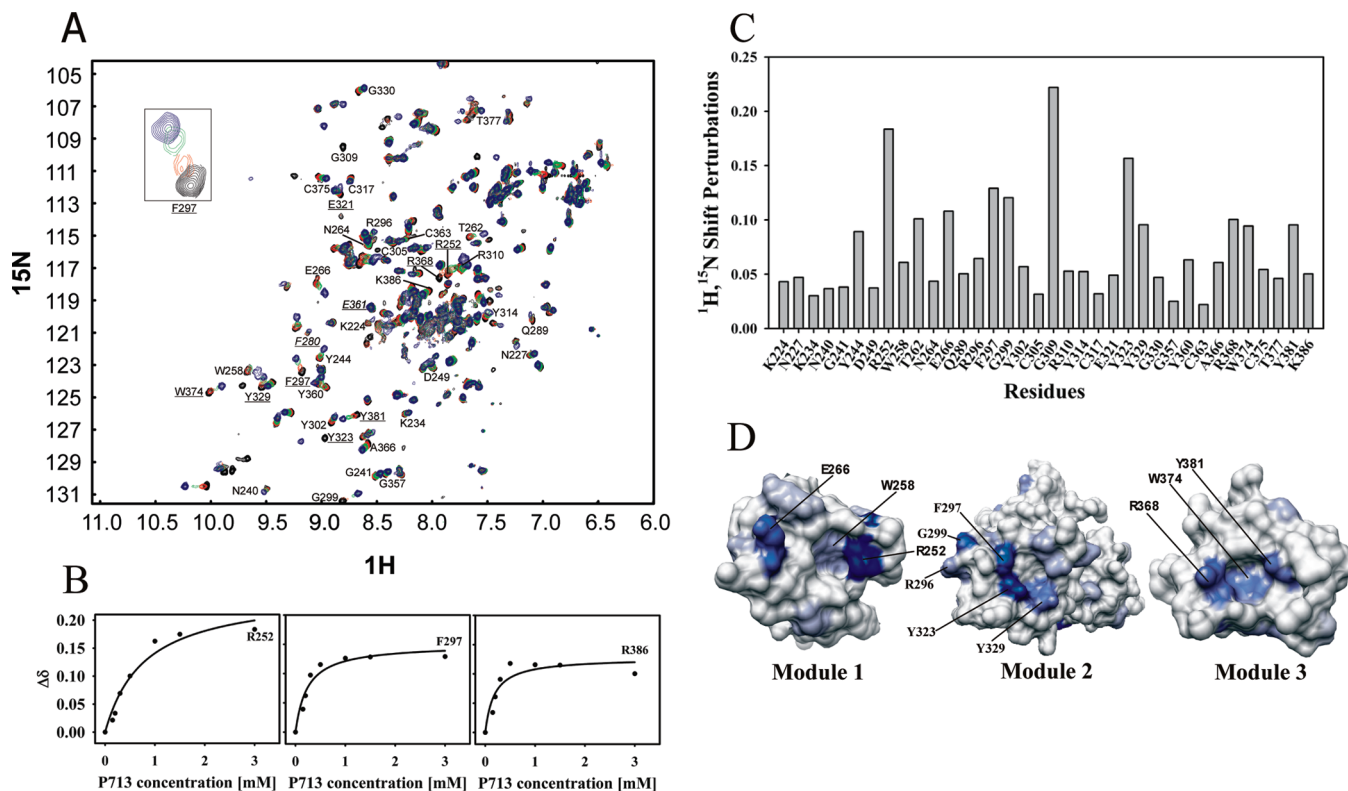 A
15N
105
107
109
111
113
115
117
119
121
123
125
127
129
131
11.0 10.5 10.0 9.5 9.0 8.5 8.0 7.5 7.0 6.5 6.0
1H
F297
G330
T377
G309
C375 C317
E321
R296
N264
C363
T262
C305
R252
R310
R368
E266
K386
E361
K224
Y314
Q289
F280
N227
Y244
W258
D249
F297
W374
Y329
Y360
Y381
Y302
K234
Y323
A366
G241
G357
N240
G299
B
Δδ
0.20
0.15
0.10
0.05
0.00
R252
F297
R386
0 1 2 3
0 1 2 3
0 1 2 3
P713 concentration [mM]
P713 concentration [mM]
P713 concentration [mM]
C
¹H, ¹⁵N Shift Perturbations
0.25
0.20
0.15
0.10
0.05
0.00
K224 N227 K234 N240 G241 Y244 D249 R252 W258 T262 N264 E266 Q289 R296 F297 G299 Y302 C305 G309 R310 Y314 C317 E321 Y323 Y329 G330 G357 Y360 C363 A366 R368 W374 C375 T377 Y381 K386
Residues
D
E266
W258
R252
Module 1
F297
G299
R296
Y323
Y329
Module 2
Y381
W374
R368
Module 3